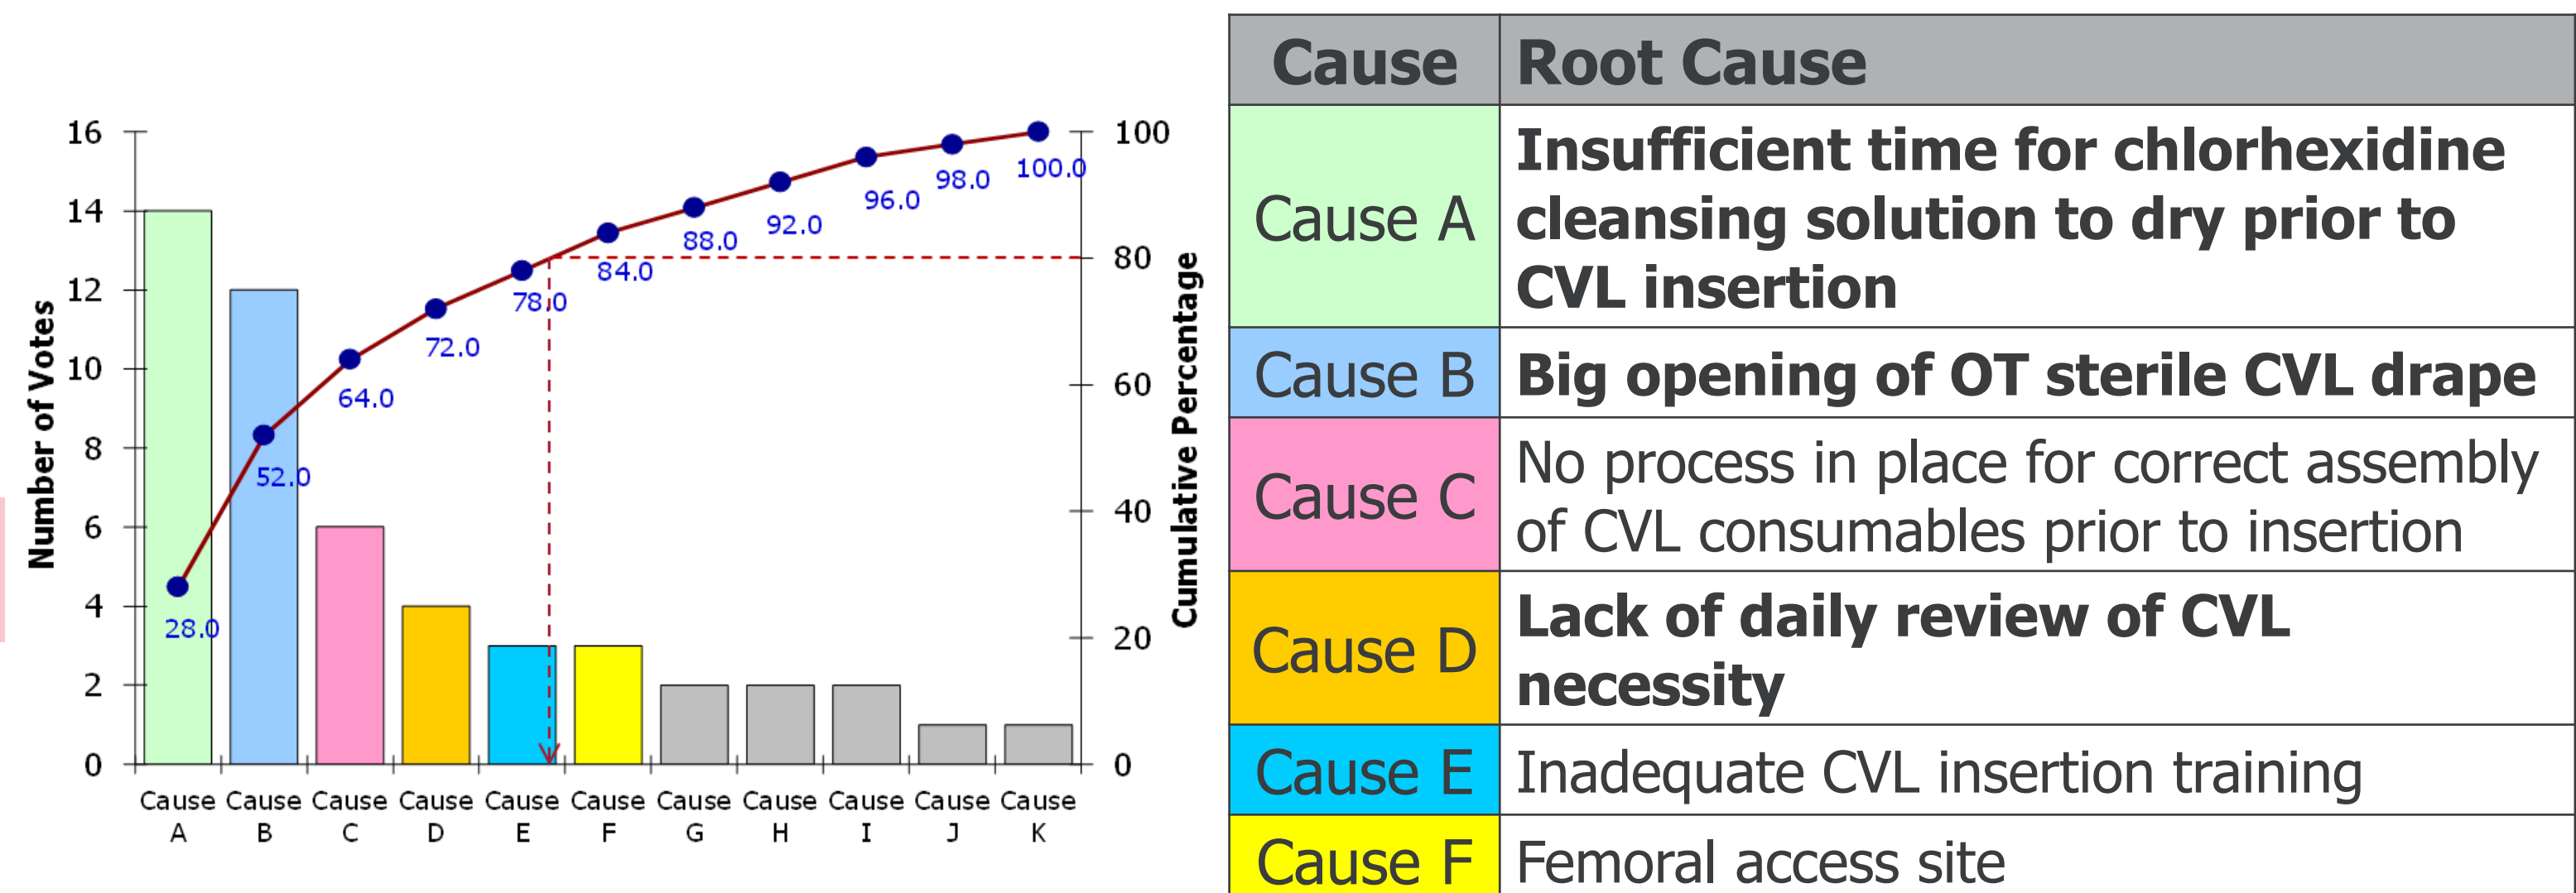 16
14
12
10
8
6
4
2
0
Number of Votes
28.0
52.0
64.0
72.0
78.0
84.0
88.0
92.0
96.0
98.0
100.0
100
80
60
40
20
0
Cumulative Percentage
Cause Cause Cause Cause Cause Cause Cause Cause Cause Cause Cause
A B C D E F G H I J K
Cause Root Cause
Cause A
Insufficient time for chlorhexidine
cleansing solution to dry prior to
CVL insertion
Cause B Big opening of OT sterile CVL drape
Cause C
No process in place for correct assembly
of CVL consumables prior to insertion
Cause D
Lack of daily review of CVL
necessity
Cause E Inadequate CVL insertion training
Cause F Femoral access site